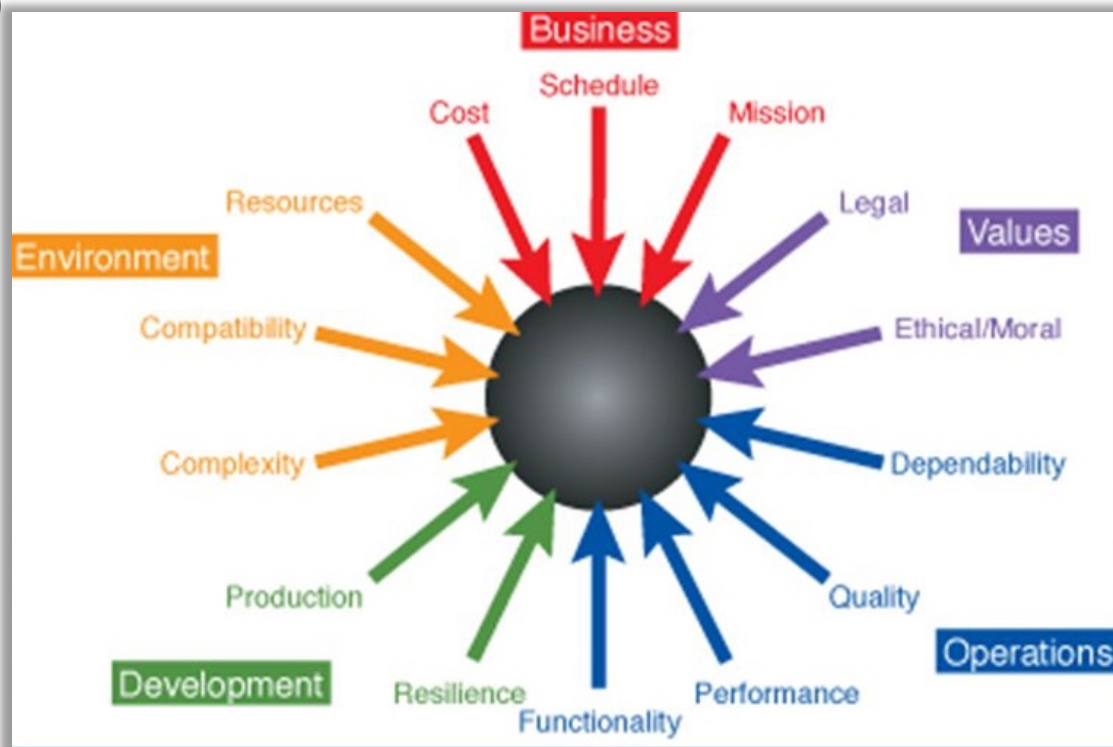 Business
Schedule
Cost
Mission
Resources
Legal
Values
Environment
Compatibility
Ethical/Moral
Complexity
Dependability
Production
Quality
Operations
Development
Resilience
Performance
Functionality